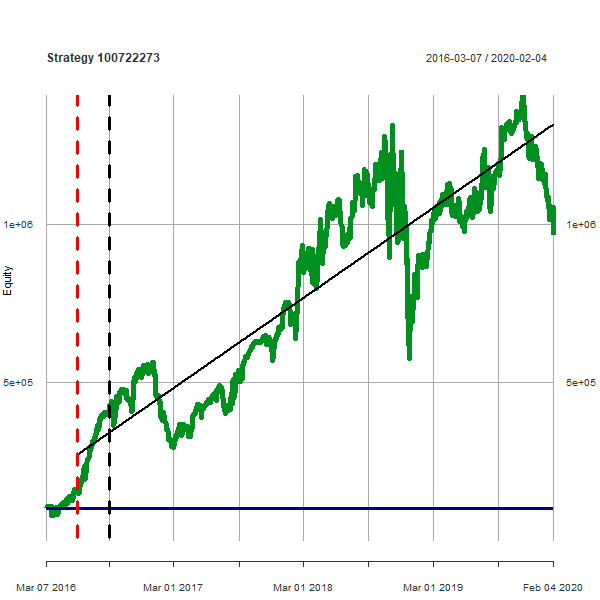 Strategy 100722273
2016-03-07 / 2020-02-04
1e+06
1e+06
Equity
5e+05
5e+05
Mar 07 2016
Mar 01 2017
Mar 01 2018
Mar 01 2019
Feb 04 2020